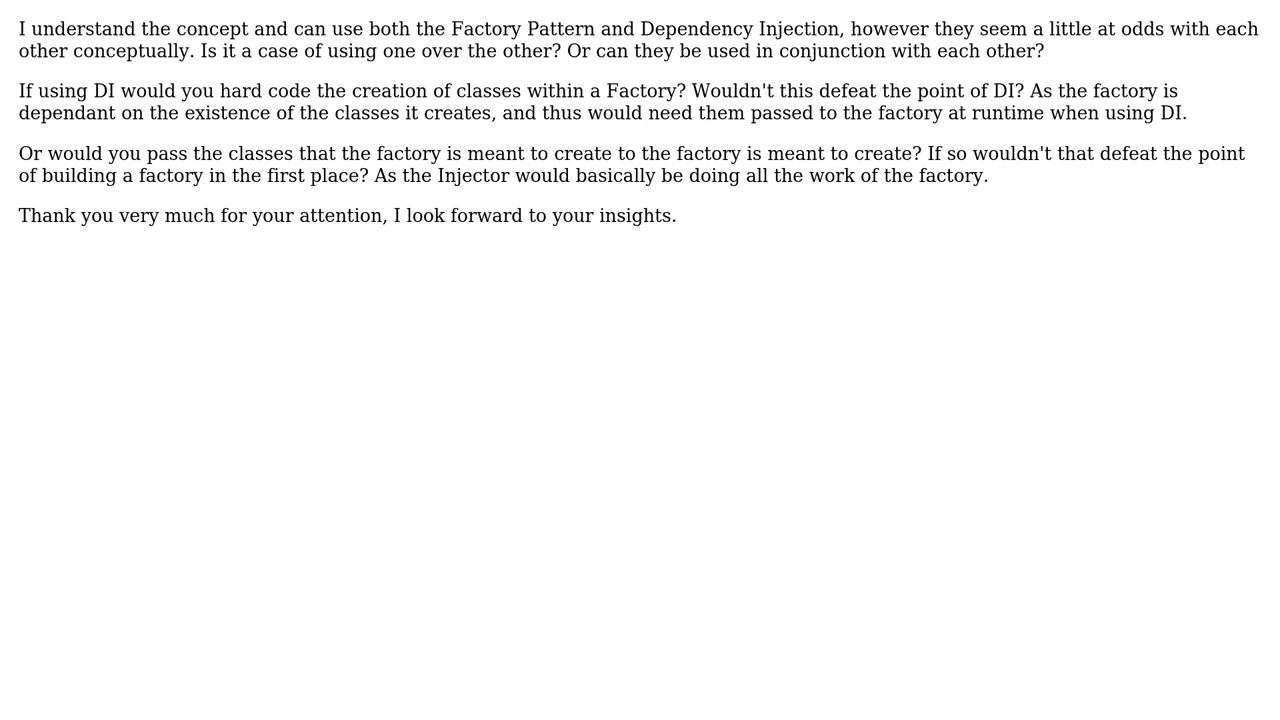 I understand the concept and can use both the Factory Pattern and Dependency Injection, however they seem a little at odds with each
other conceptually. Is it a case of using one over the other? Or can they be used in conjunction with each other?
If using DI would you hard code the creation of classes within a Factory? Wouldn't this defeat the point of DI? As the factory is
dependant on the existence of the classes it creates, and thus would need them passed to the factory at runtime when using DI.
Or would you pass the classes that the factory is meant to create to the factory is meant to create? If so wouldn't that defeat the point
of building a factory in the first place? As the Injector would basically be doing all the work of the factory.
Thank you very much for your attention, I look forward to your insights.